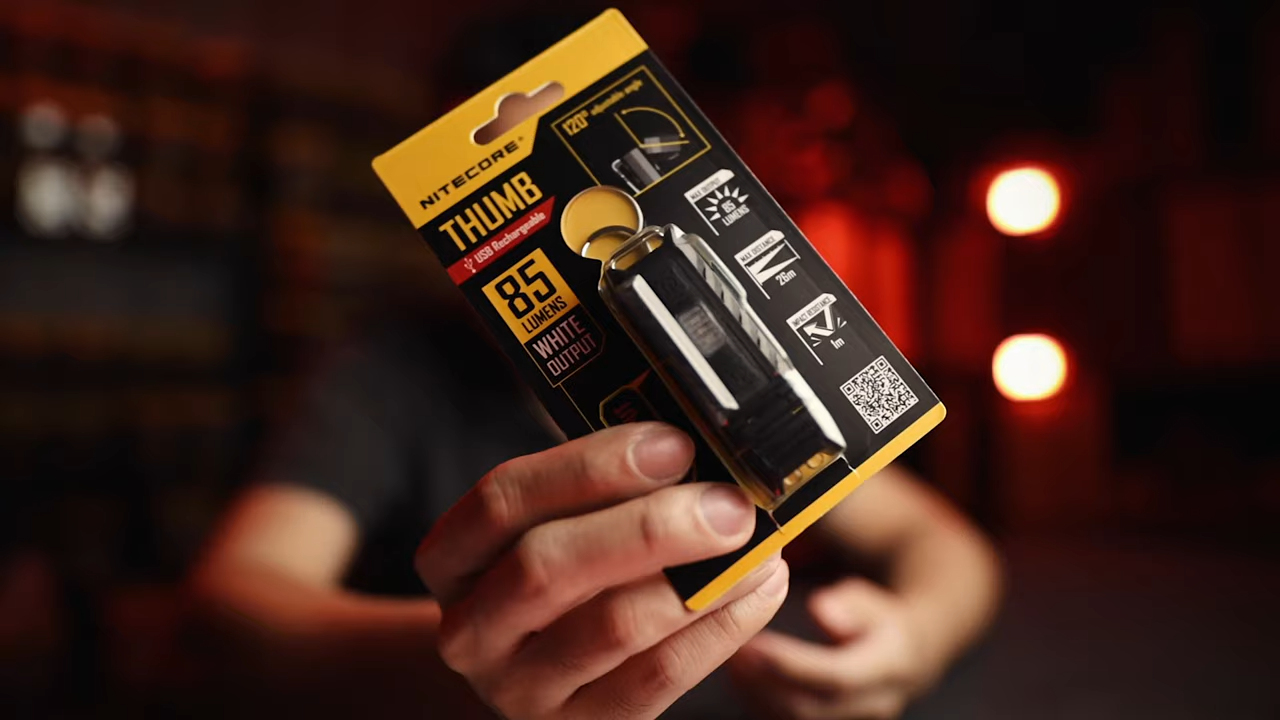 NITECORE®
THUMB
USB Rechargeable
85
LUMENS
WHITE
OUTPUT
120° adjustable angle
MAX OUTPUT
85
LUMENS
MAX DISTANCE
26m
IMPACT RESISTANCE
1m